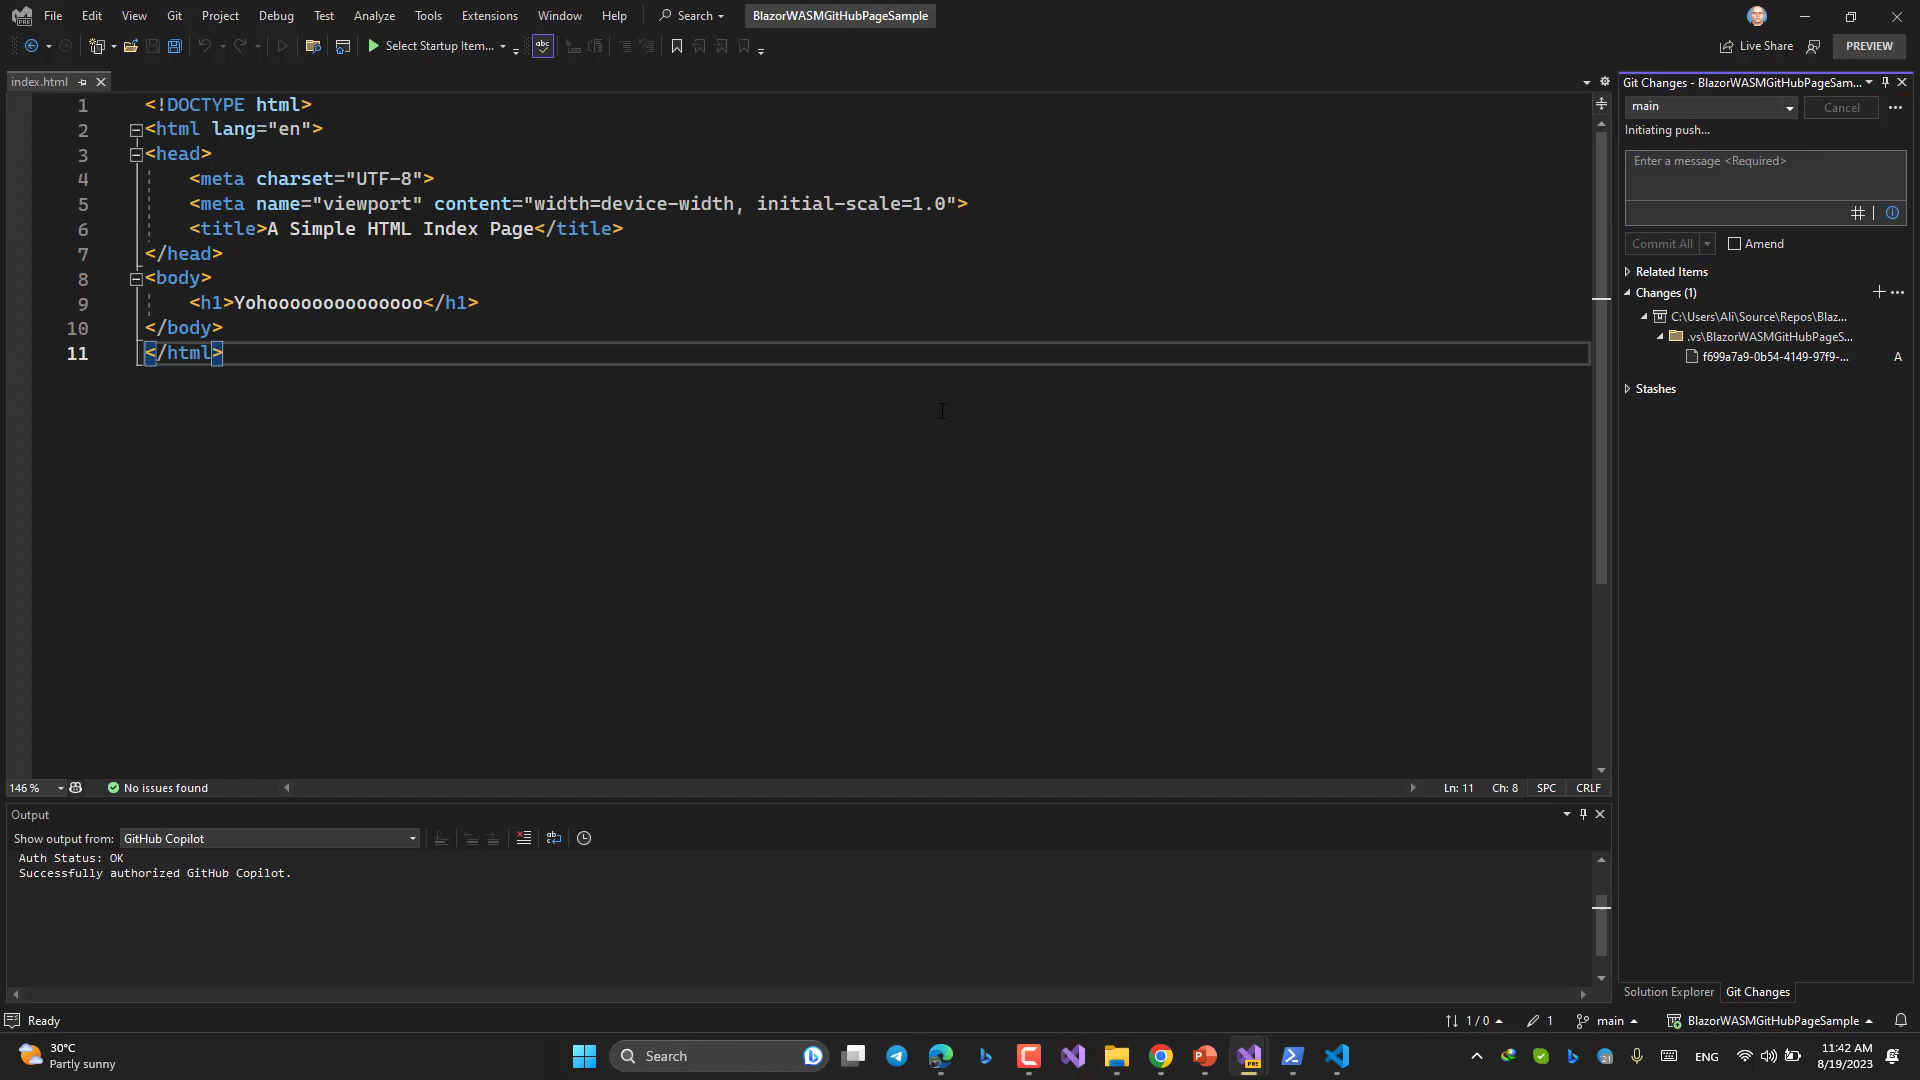 File Edit View Git Project Debug Test Analyze Tools Extensions Window Help Search BlazorWASMGitHubPageSample
Select Startup Item... Live Share PREVIEW
index.html
1 <!DOCTYPE html>
2 <html lang="en">
3 <head>
4 <meta charset="UTF-8">
5 <meta name="viewport" content="width=device-width, initial-scale=1.0">
6 <title>A Simple HTML Index Page</title>
7 </head>
8 <body>
9 <h1>Yohoooooooooooooo</h1>
10 </body>
11 </html>
146 % No issues found Ln: 11 Ch: 8 SPC CRLF
Output
Show output from: GitHub Copilot
Auth Status: OK
Successfully authorized GitHub Copilot.
Git Changes - BlazorWASMGitHubPageSam...
main Cancel
Initiating push...
Enter a message <Required>
Commit All Amend
Related Items
Changes (1)
C:\Users\Ali\Source\Repos\Blaz...
.vs\BlazorWASMGitHubPageS...
f699a7a9-0b54-4149-97f9-... A
Stashes
Solution Explorer Git Changes
Ready 1 / 0 1 main BlazorWASMGitHubPageSample
30°C
Partly sunny
Search
ENG
11:42 AM
8/19/2023